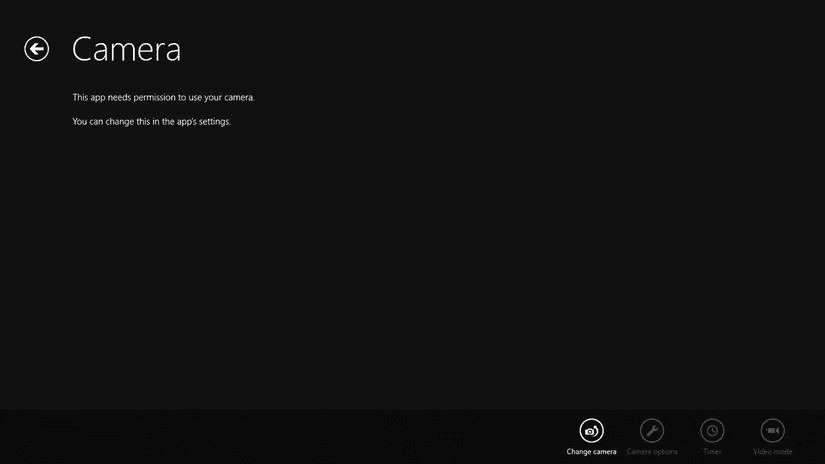 Camera
This app needs permission to use your camera.
You can change this in the app's settings.
Change camera
Camera options
Timer
Video mode